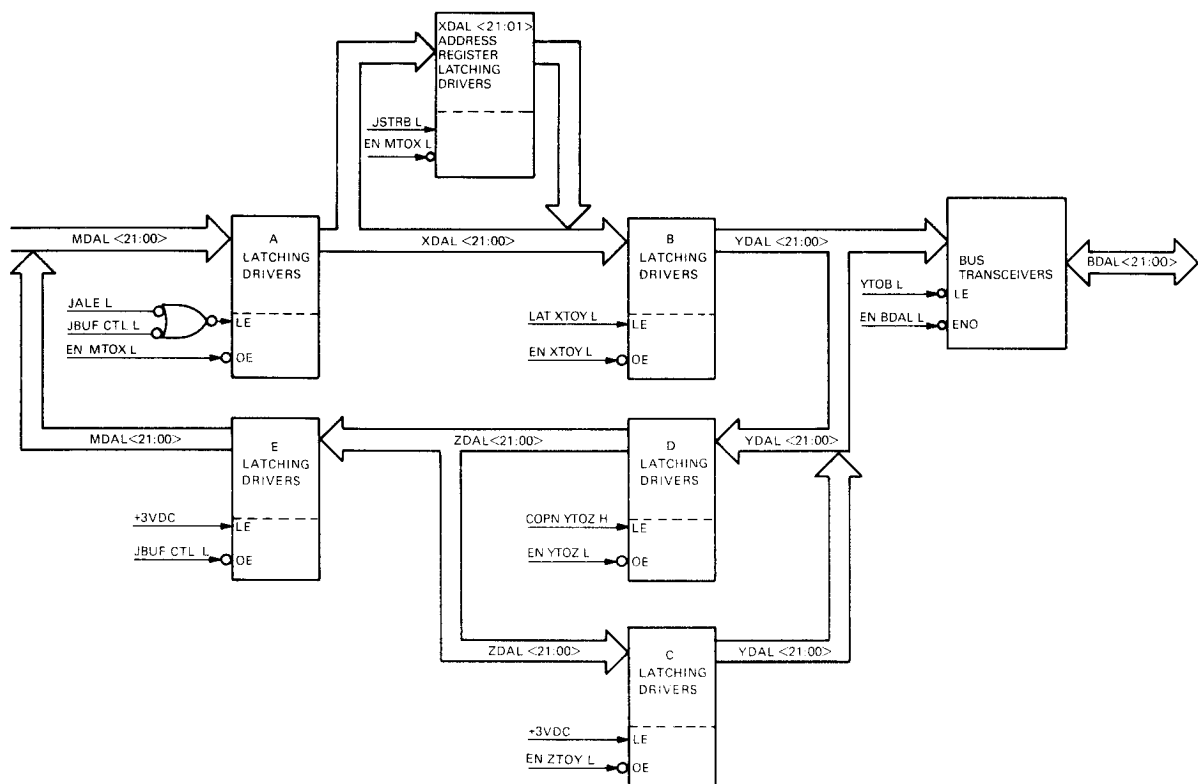 XDAL <21:01>
ADDRESS
REGISTER
LATCHING
DRIVERS
JSTRB L
EN MTOX L
MDAL <21:00>
A
LATCHING
DRIVERS
JALE L
JBUF CTL L
LE
EN MTOX L
OE
XDAL <21:00>
B
LATCHING
DRIVERS
LAT XTOY L
LE
EN XTOY L
OE
YDAL <21:00>
BUS
TRANSCEIVERS
YTOB L
LE
EN BDAL L
ENO
BDAL<21:00>
MDAL<21:00>
E
LATCHING
DRIVERS
+3VDC
LE
JBUF CTL L
OE
ZDAL<21:00>
D
LATCHING
DRIVERS
COPN YTOZ H
LE
EN YTOZ L
OE
YDAL <21:00>
ZDAL <21:00>
C
LATCHING
DRIVERS
+3VDC
LE
EN ZTOY L
OE
YDAL <21:00>